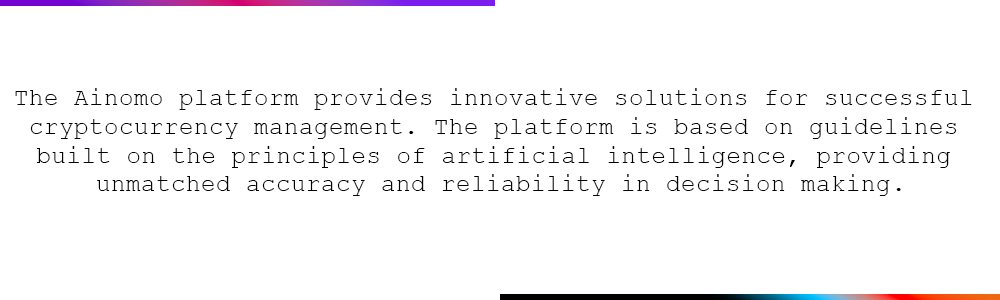 The Ainomo platform provides innovative solutions for successful
cryptocurrency management. The platform is based on guidelines
built on the principles of artificial intelligence, providing
unmatched accuracy and reliability in decision making.